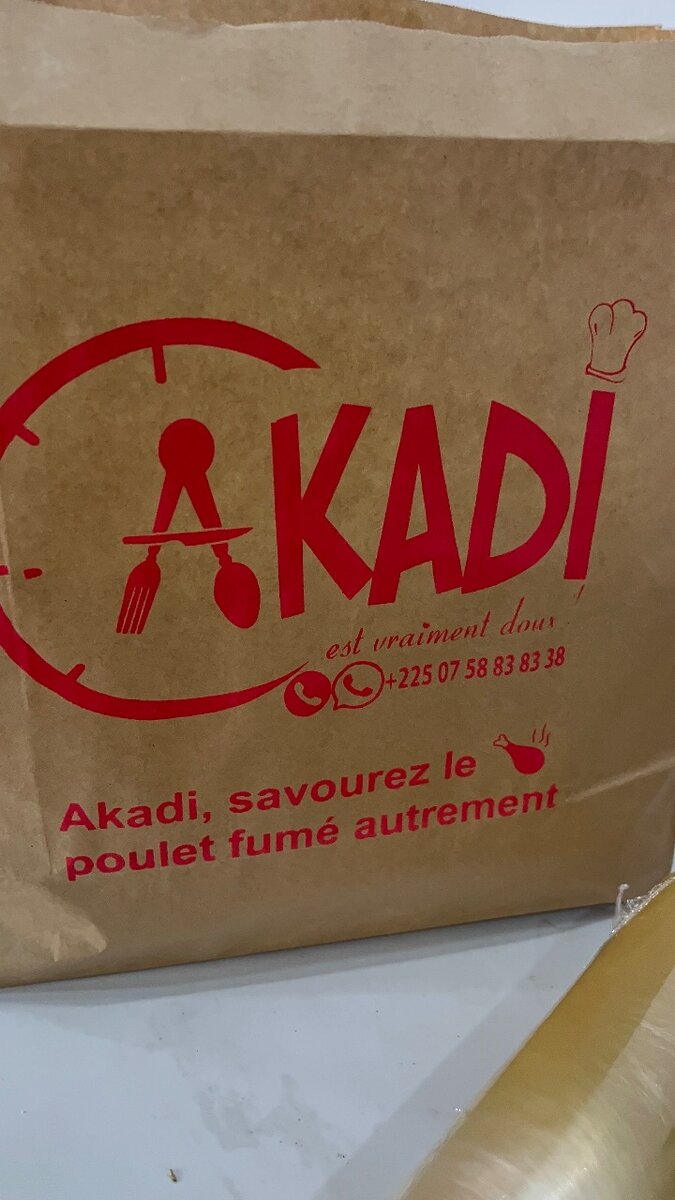 AKADI
est vraiment doux !
+225 07 58 83 83 38
Akadi, savourez le
poulet fumé autrement